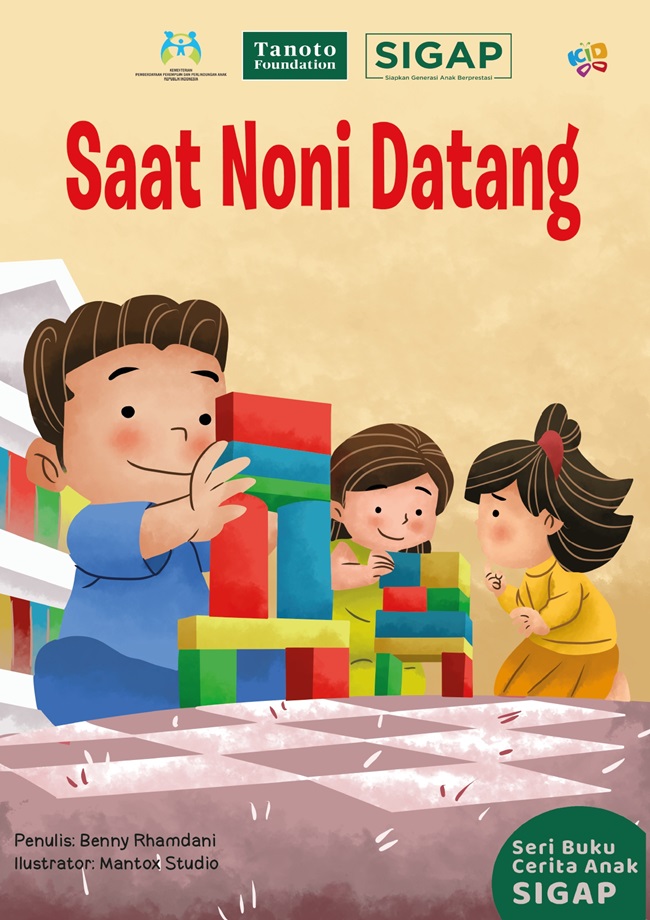 KEMENTERIAN
PEMBERDAYAAN PEREMPUAN DAN PERLINDUNGAN ANAK
REPUBLIK INDONESIA
Tanoto
Foundation
SIGAP
Siapkan Generasi Anak Berprestasi
KCID
Saat Noni Datang
Penulis: Benny Rhamdani
Ilustrator: Mantox Studio
Seri Buku
Cerita Anak
SIGAP